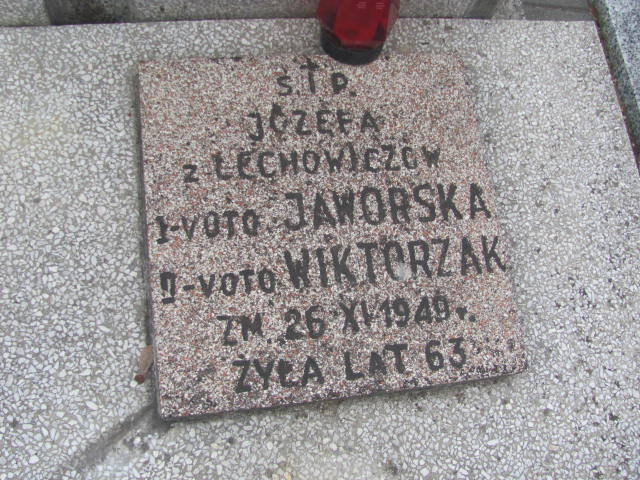 Ś.†P.
JÓZEFA
z LECHOWICZÓW
I-VOTO JAWORSKA
II-VOTO WIKTORZAK
ZM. 26 XI 1949 r.
ŻYŁA LAT 63